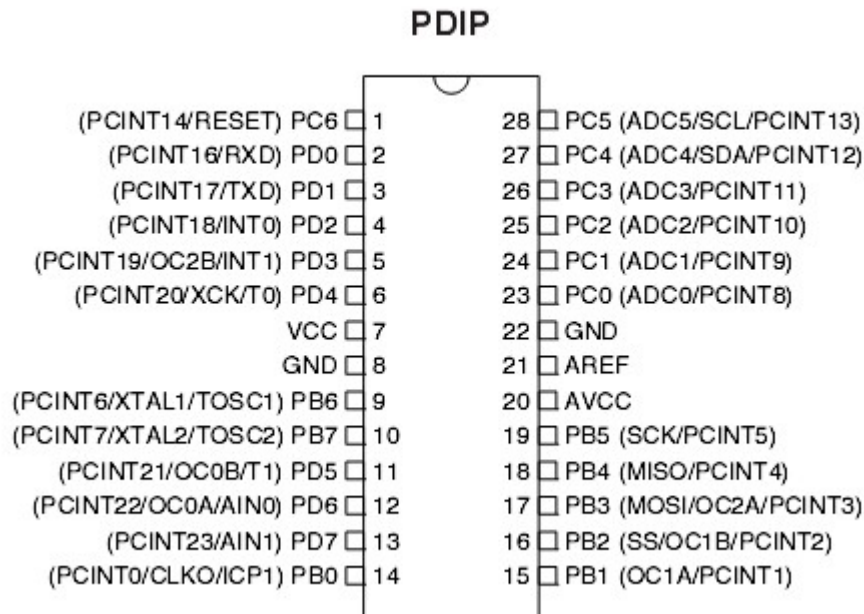 PDIP
(PCINT14/RESET) PC6 1 28 PC5 (ADC5/SCL/PCINT13)
(PCINT16/RXD) PD0 2 27 PC4 (ADC4/SDA/PCINT12)
(PCINT17/TXD) PD1 3 26 PC3 (ADC3/PCINT11)
(PCINT18/INT0) PD2 4 25 PC2 (ADC2/PCINT10)
(PCINT19/OC2B/INT1) PD3 5 24 PC1 (ADC1/PCINT9)
(PCINT20/XCK/T0) PD4 6 23 PC0 (ADC0/PCINT8)
VCC 7 22 GND
GND 8 21 AREF
(PCINT6/XTAL1/TOSC1) PB6 9 20 AVCC
(PCINT7/XTAL2/TOSC2) PB7 10 19 PB5 (SCK/PCINT5)
(PCINT21/OC0B/T1) PD5 11 18 PB4 (MISO/PCINT4)
(PCINT22/OC0A/AIN0) PD6 12 17 PB3 (MOSI/OC2A/PCINT3)
(PCINT23/AIN1) PD7 13 16 PB2 (SS/OC1B/PCINT2)
(PCINT0/CLKO/ICP1) PB0 14 15 PB1 (OC1A/PCINT1)